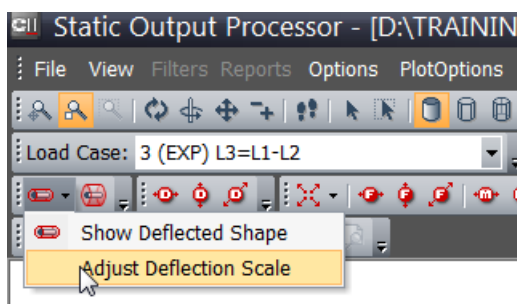 CII Static Output Processor - [D:\TRAININ
File View Filters Reports Options PlotOptions
Load Case: 3 (EXP) L3=L1-L2
Show Deflected Shape
Adjust Deflection Scale